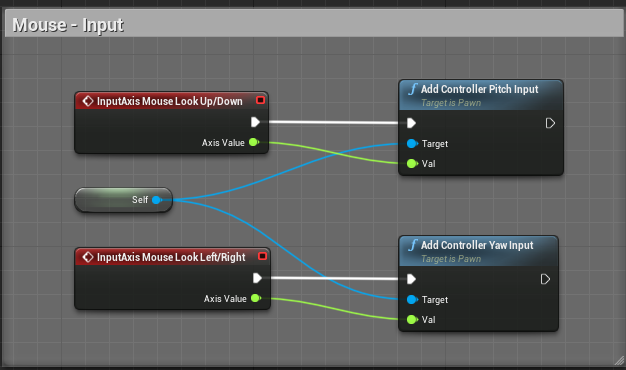 Mouse - Input
InputAxis Mouse Look Up/Down
Axis Value
Add Controller Pitch Input
Target is Pawn
Target
Val
Self
InputAxis Mouse Look Left/Right
Axis Value
Add Controller Yaw Input
Target is Pawn
Target
Val